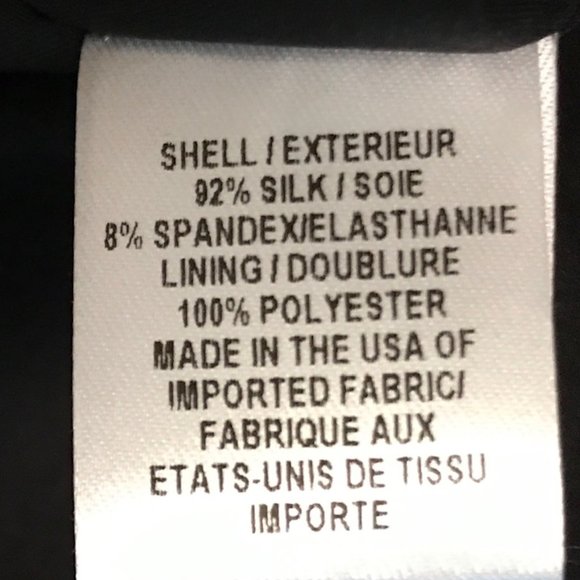 SHELL / EXTERIEUR
92% SILK / SOIE
8% SPANDEX/ELASTHANNE
LINING / DOUBLURE
100% POLYESTER
MADE IN THE USA OF
IMPORTED FABRIC/
FABRIQUE AUX
ETATS-UNIS DE TISSU
IMPORTE